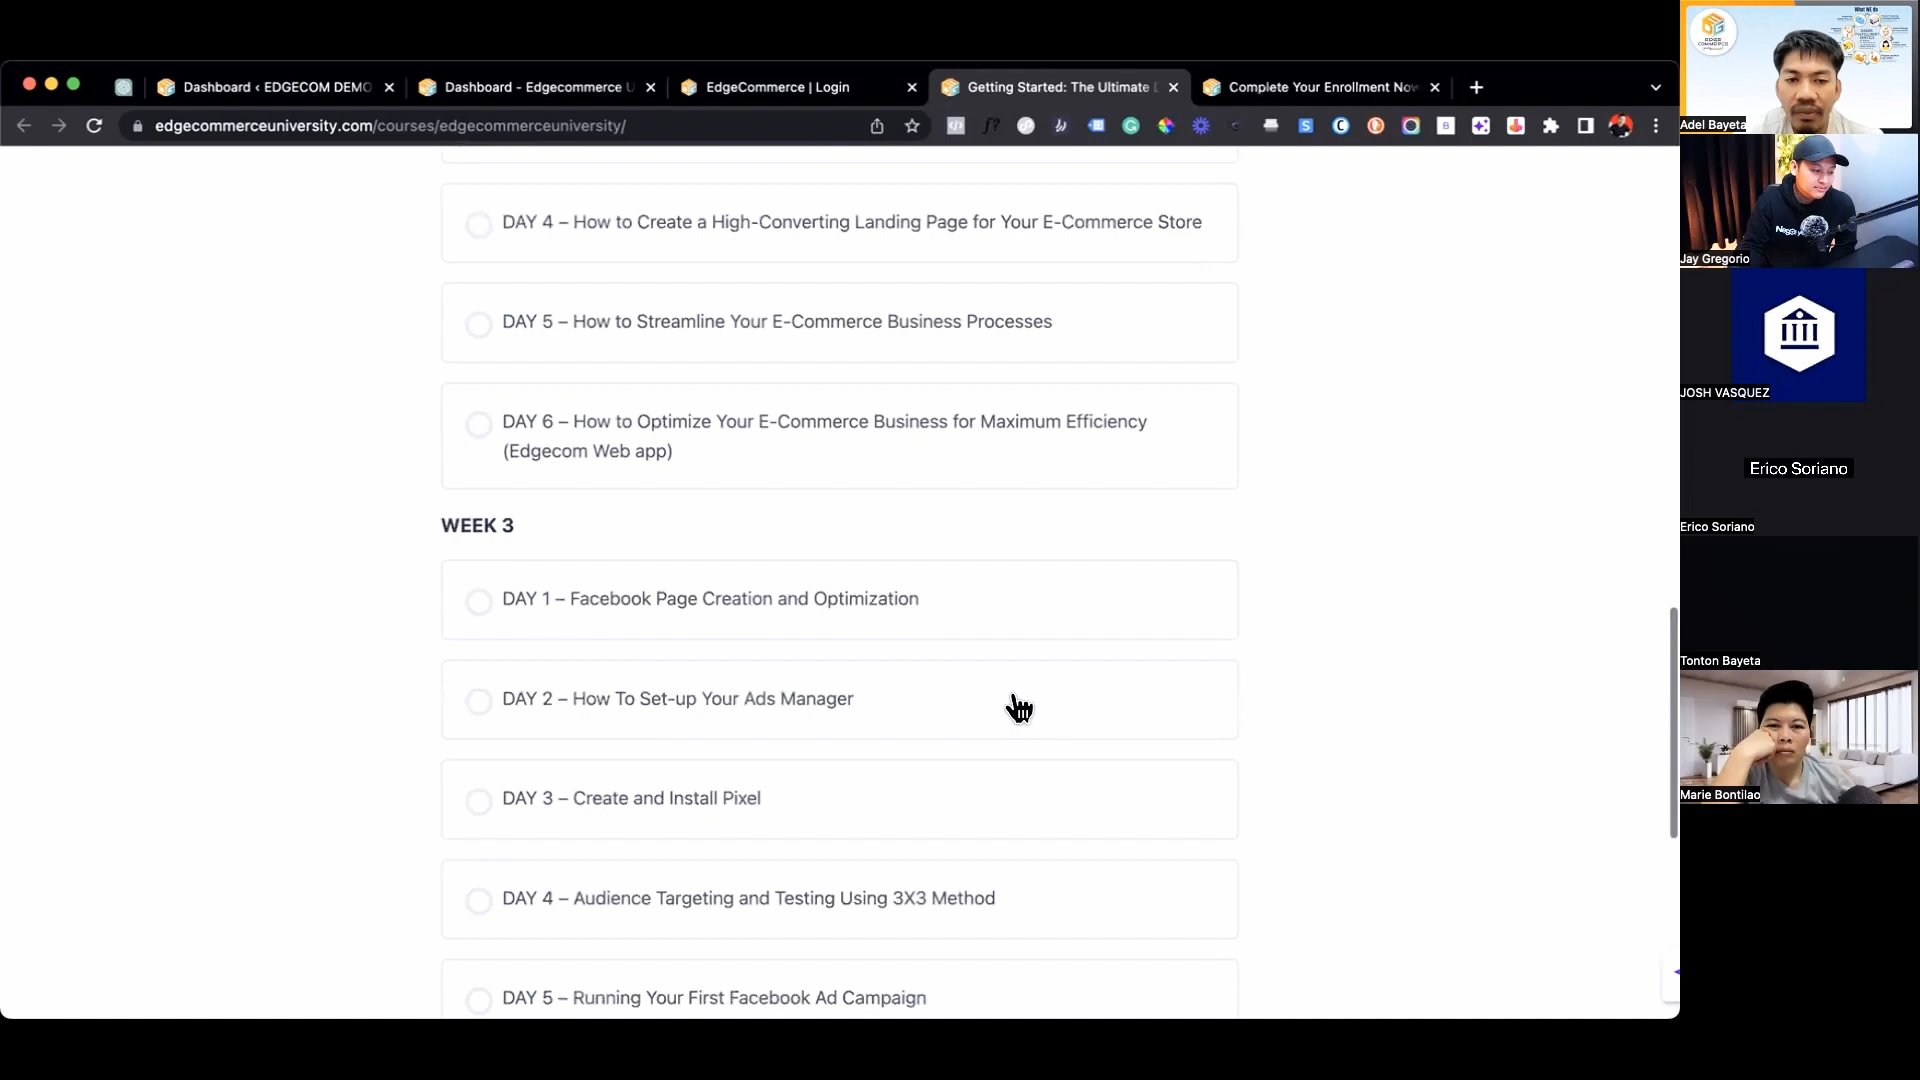 Dashboard ‹ EDGECOM DEMO
Dashboard - Edgecommerce U
EdgeCommerce | Login
Getting Started: The Ultimate
Complete Your Enrollment Now
edgecommerceuniversity.com/courses/edgecommerceuniversity/
DAY 4 – How to Create a High-Converting Landing Page for Your E-Commerce Store
DAY 5 – How to Streamline Your E-Commerce Business Processes
DAY 6 – How to Optimize Your E-Commerce Business for Maximum Efficiency
(Edgecom Web app)
WEEK 3
DAY 1 – Facebook Page Creation and Optimization
DAY 2 – How To Set-up Your Ads Manager
DAY 3 – Create and Install Pixel
DAY 4 – Audience Targeting and Testing Using 3X3 Method
DAY 5 – Running Your First Facebook Ad Campaign
What WE do
EDGE
COMMERCE
Adel Bayeta
Jay Gregorio
JOSH VASQUEZ
Erico Soriano
Erico Soriano
Tonton Bayeta
Marie Bontilao